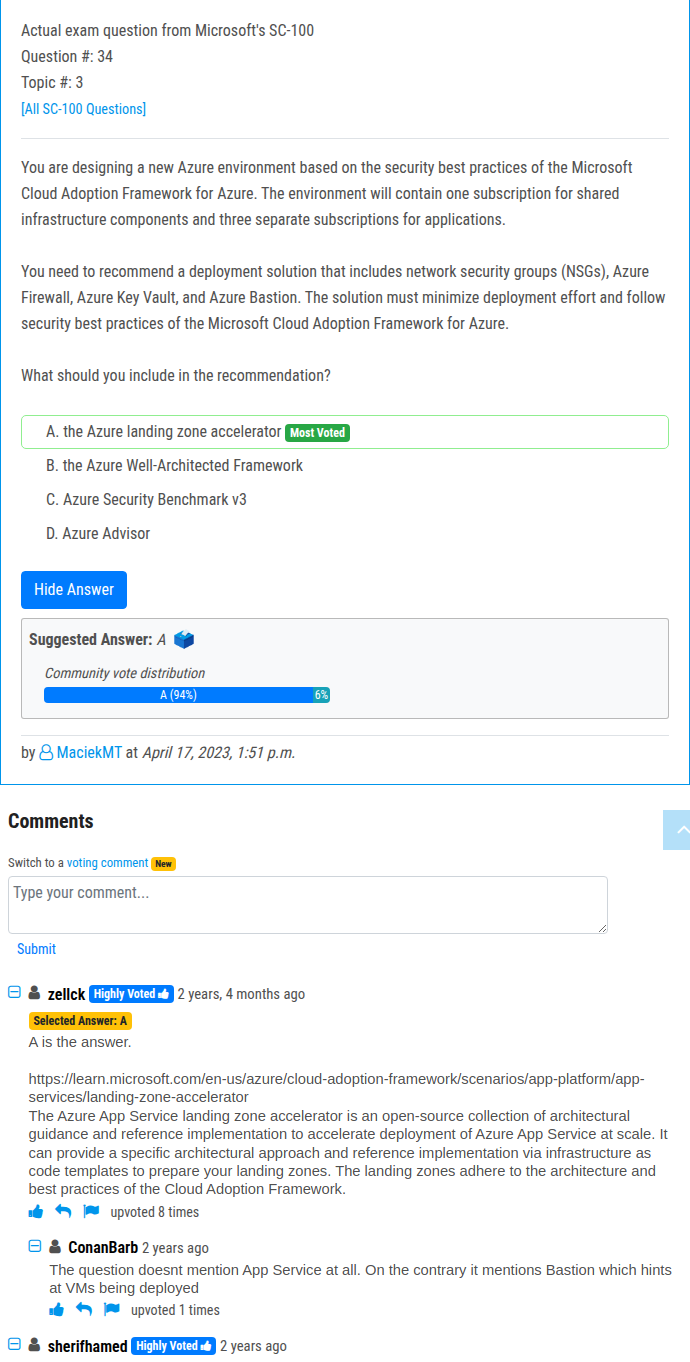 Actual exam question from Microsoft's SC-100
Question #: 34
Topic #: 3
[All SC-100 Questions]
You are designing a new Azure environment based on the security best practices of the Microsoft
Cloud Adoption Framework for Azure. The environment will contain one subscription for shared
infrastructure components and three separate subscriptions for applications.
You need to recommend a deployment solution that includes network security groups (NSGs), Azure
Firewall, Azure Key Vault, and Azure Bastion. The solution must minimize deployment effort and follow
security best practices of the Microsoft Cloud Adoption Framework for Azure.
What should you include in the recommendation?
A. the Azure landing zone accelerator Most Voted
B. the Azure Well-Architected Framework
C. Azure Security Benchmark v3
D. Azure Advisor
Hide Answer
Suggested Answer: A
Community vote distribution
A (94%) 6%
by MaciekMT at April 17, 2023, 1:51 p.m.
Comments
Switch to a voting comment New
Type your comment...
Submit
zellck Highly Voted 2 years, 4 months ago
Selected Answer: A
A is the answer.
https://learn.microsoft.com/en-us/azure/cloud-adoption-framework/scenarios/app-platform/app-
services/landing-zone-accelerator
The Azure App Service landing zone accelerator is an open-source collection of architectural
guidance and reference implementation to accelerate deployment of Azure App Service at scale. It
can provide a specific architectural approach and reference implementation via infrastructure as
code templates to prepare your landing zones. The landing zones adhere to the architecture and
best practices of the Cloud Adoption Framework.
upvoted 8 times
ConanBarb 2 years ago
The question doesnt mention App Service at all. On the contrary it mentions Bastion which hints
at VMs being deployed
upvoted 1 times
sherifhamed Highly Voted 2 years ago